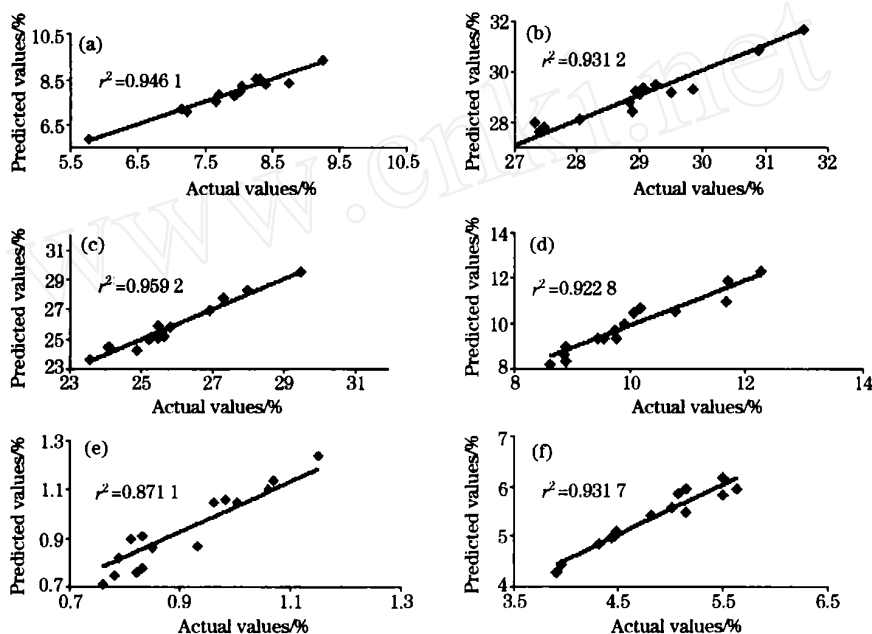 (a)
r²=0.946 1
Predicted values/%
10.5
8.5
6.5
5.5 6.5 7.5 8.5 9.5 10.5
Actual values/%
(b)
r²=0.931 2
Predicted values/%
32
30
28
27 28 29 30 31 32
Actual values/%
(c)
r²=0.959 2
Predicted values/%
31
29
27
25
23
23 25 27 29 31
Actual values/%
(d)
r²=0.922 8
Predicted values/%
14
12
10
8
8 10 12 14
Actual values/%
(e)
r²=0.871 1
Predicted values/%
1.3
1.1
0.9
0.7
0.7 0.9 1.1 1.3
Actual values/%
(f)
r²=0.931 7
Predicted values/%
7
6
5
4
3.5 4.5 5.5 6.5
Actual values/%
www.cnki.net